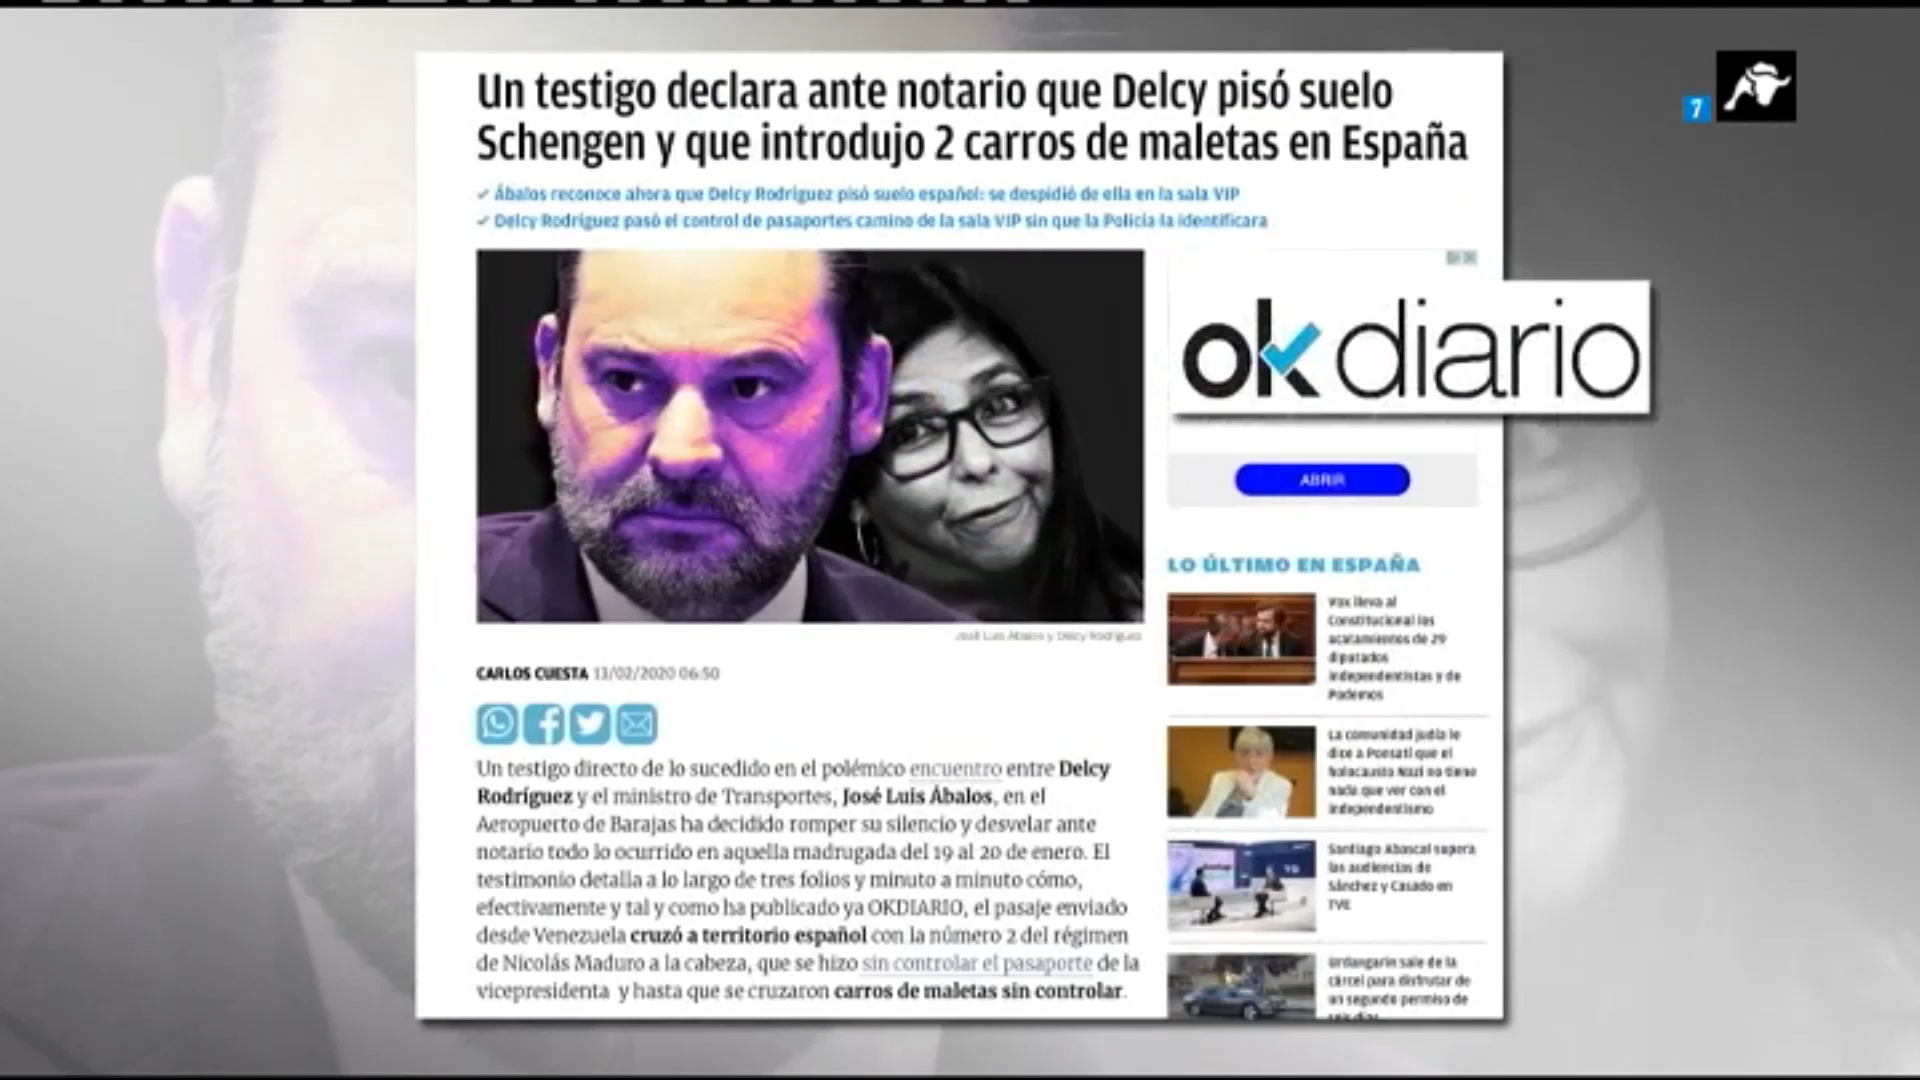 Un testigo declara ante notario que Delcy pisó suelo
Schengen y que introdujo 2 carros de maletas en España
Ábalos reconoce ahora que Delcy Rodríguez pisó suelo español: se despidió de ella en la sala VIP
Delcy Rodríguez pasó el control de pasaportes camino de la sala VIP sin que la Policía la identificara
7
ok diario
ABRIR
José Luis Ábalos y Delcy Rodríguez
CARLOS CUESTA 13/02/2020 06:50
Un testigo directo de lo sucedido en el polémico encuentro entre Delcy
Rodríguez y el ministro de Transportes, José Luis Ábalos, en el
Aeropuerto de Barajas ha decidido romper su silencio y desvelar ante
notario todo lo ocurrido en aquella madrugada del 19 al 20 de enero. El
testimonio detalla a lo largo de tres folios y minuto a minuto cómo,
efectivamente y tal y como ha publicado ya OKDIARIO, el pasaje enviado
desde Venezuela cruzó a territorio español con la número 2 del régimen
de Nicolás Maduro a la cabeza, que se hizo sin controlar el pasaporte de la
vicepresidenta y hasta que se cruzaron carros de maletas sin controlar.
LO ÚLTIMO EN ESPAÑA
Vox lleva al
Constitucional los
acatamientos de 29
diputados
independentistas y de
Podemos
La comunidad judía le
dice a Ponsatí que el
holocausto Nazi no tiene
nada que ver con el
independentismo
Santiago Abascal supera
las audiencias de
Sánchez y Casado en
TVE
Urdangarin sale de la
cárcel para disfrutar de
un segundo permiso de
seis días